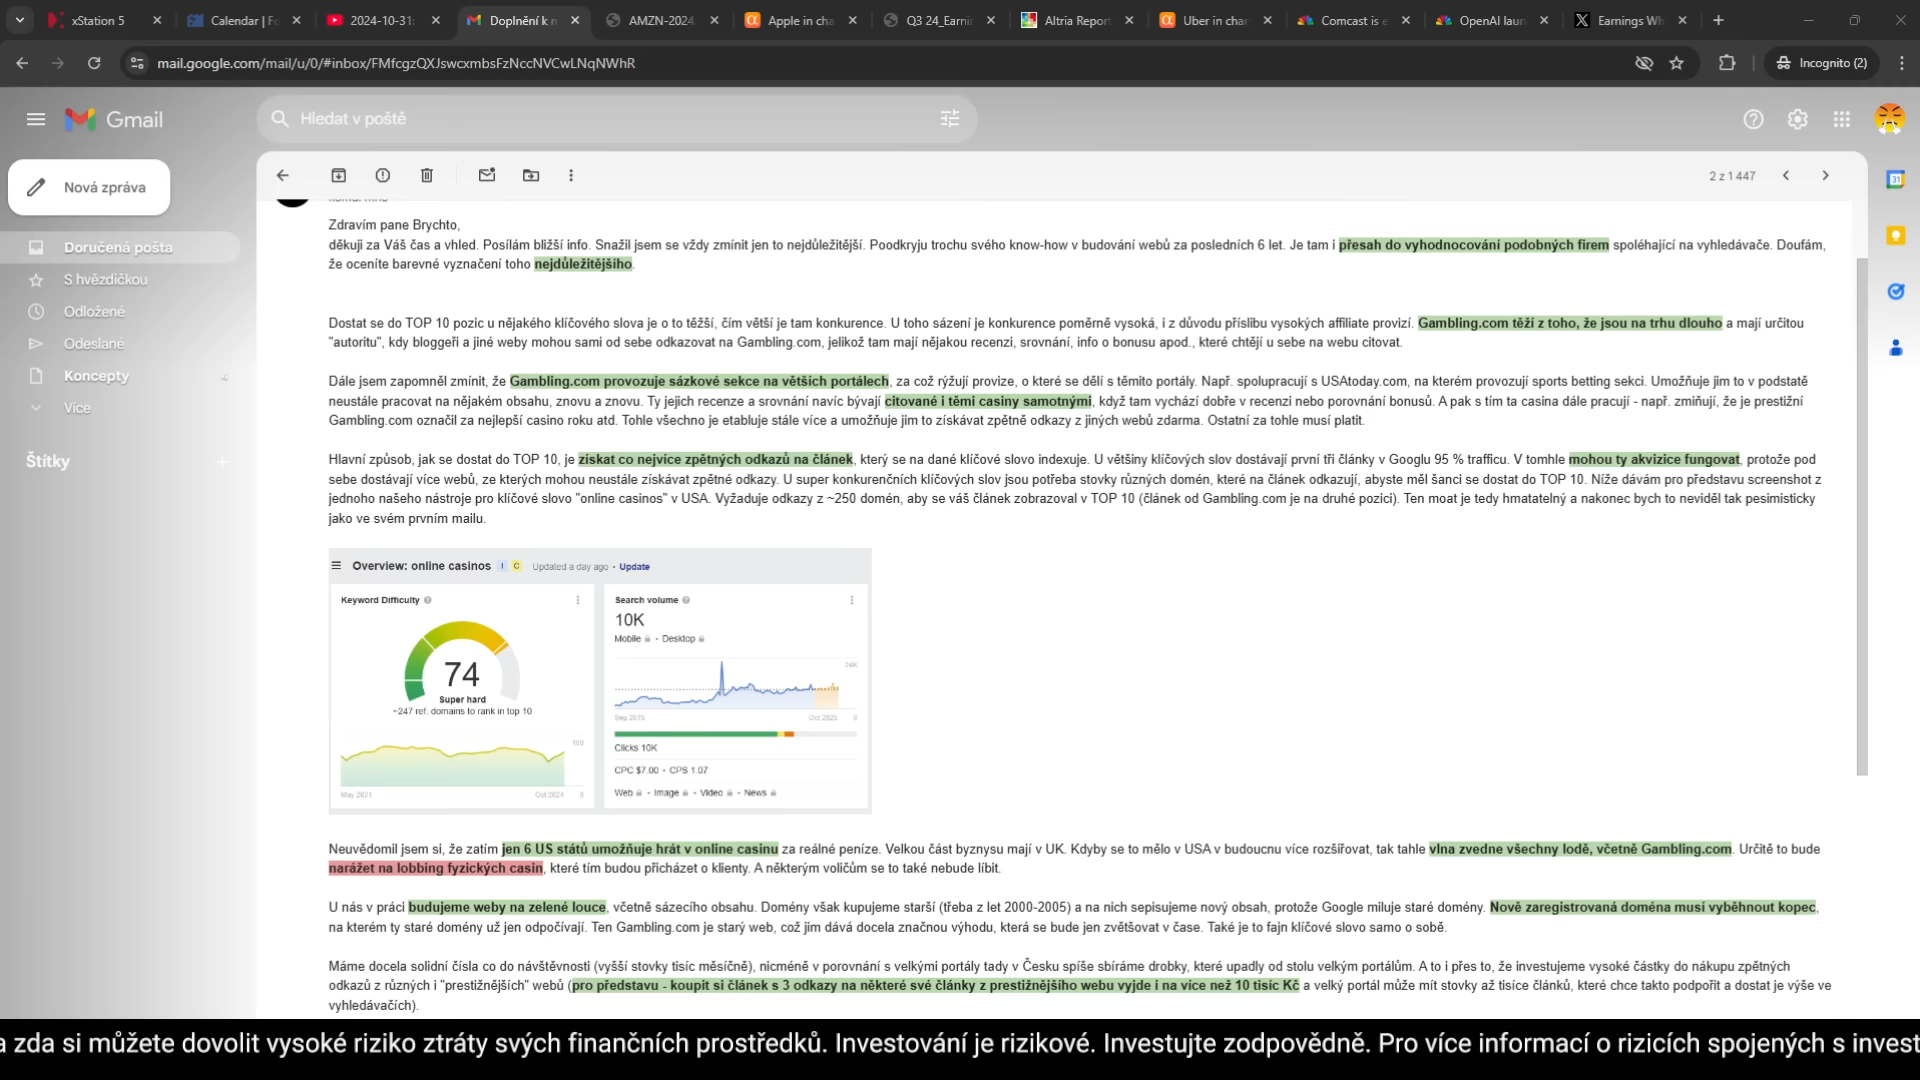 xStation 5
Calendar | Fo
2024-10-31:
Doplnění k n
AMZN-2024
Apple in cha
Q3 24_Earni
Altria Report
Uber in char
Comcast is e
OpenAI laun
Earnings Wh
mail.google.com/mail/u/0/#inbox/FMfcgzQXJswcxmbsFzNccNVCwLNqNWhR
Incognito (2)
Gmail
Hledat v poště
Nová zpráva
2 z 1 447
Doručená pošta
S hvězdičkou
Odložené
Odeslané
Koncepty
Více
Štítky
Zdravím pane Brychto,
děkuji za Váš čas a vhled. Posílám bližší info. Snažil jsem se vždy zmínit jen to nejdůležitější. Poodkryju trochu svého know-how v budování webů za posledních 6 let. Je tam i přesah do vyhodnocování podobných firem spoléhající na vyhledávače. Doufám,
že oceníte barevné vyznačení toho nejdůležitějšího.
Dostat se do TOP 10 pozic u nějakého klíčového slova je o to těžší, čím větší je tam konkurence. U toho sázení je konkurence poměrně vysoká, i z důvodu příslibu vysokých affiliate provizí. Gambling.com těží z toho, že jsou na trhu dlouho a mají určitou
"autoritu", kdy bloggeři a jiné weby mohou sami od sebe odkazovat na Gambling.com, jelikož tam mají nějakou recenzi, srovnání, info o bonusu apod., které chtějí u sebe na webu citovat.
Dále jsem zapomněl zmínit, že Gambling.com provozuje sázkové sekce na větších portálech, za což rýžují provize, o které se dělí s těmito portály. Např. spolupracují s USAtoday.com, na kterém provozují sports betting sekci. Umožňuje jim to v podstatě
neustále pracovat na nějakém obsahu, znovu a znovu. Ty jejich recenze a srovnání navíc bývají citované i těmi casiny samotnými, když tam vychází dobře v recenzi nebo porovnání bonusů. A pak s tím ta casina dále pracují - např. zmiňují, že je prestižní
Gambling.com označil za nejlepší casino roku atd. Tohle všechno je etabluje stále více a umožňuje jim to získávat zpětné odkazy z jiných webů zdarma. Ostatní za tohle musí platit.
Hlavní způsob, jak se dostat do TOP 10, je získat co nejvíce zpětných odkazů na článek, který se na dané klíčové slovo indexuje. U většiny klíčových slov dostávají první tři články v Googlu 95 % trafficu. V tomhle mohou ty akvizice fungovat, protože pod
sebe dostávají více webů, ze kterých mohou neustále získávat zpětné odkazy. U super konkurenčních klíčových slov jsou potřeba stovky různých domén, které na článek odkazují, abyste měl šanci se dostat do TOP 10. Níže dávám pro představu screenshot z
jednoho našeho nástroje pro klíčové slovo "online casinos" v USA. Vyžaduje odkazy z ~250 domén, aby se váš článek zobrazoval v TOP 10 (článek od Gambling.com je na druhé pozici). Ten moat je tedy hmatatelný a nakonec bych to neviděl tak pesimisticky
jako ve svém prvním mailu.
Overview: online casinos I C Updated a day ago - Update
Keyword Difficulty
74
Super hard
~247 ref. domains to rank in top 10
May 2021
Oct 2024
0
Search volume
10K
Mobile - Desktop
24K
Sep 2015
Oct 2025
0
Clicks 10K
CPC $7.00 - CPS 1.07
Web - Image - Video - News
Neuvědomil jsem si, že zatím jen 6 US států umožňuje hrát v online casinu za reálné peníze. Velkou část byznysu mají v UK. Kdyby se to mělo v USA v budoucnu více rozšiřovat, tak tahle vlna zvedne všechny lodě, včetně Gambling.com. Určitě to bude
narážet na lobbing fyzických casin, které tím budou přicházet o klienty. A některým voličům se to také nebude líbit.
U nás v práci budujeme weby na zelené louce, včetně sázecího obsahu. Domény však kupujeme starší (třeba z let 2000-2005) a na nich sepisujeme nový obsah, protože Google miluje staré domény. Nově zaregistrovaná doména musí vyběhnout kopec,
na kterém ty staré domény už jen odpočívají. Ten Gambling.com je starý web, což jim dává docela značnou výhodu, která se bude jen zvětšovat v čase. Také je to fajn klíčové slovo samo o sobě.
Máme docela solidní čísla co do návštěvnosti (vyšší stovky tisíc měsíčně), nicméně v porovnání s velkými portály tady v Česku spíše sbíráme drobky, které upadly od stolu velkým portálům. A to i přes to, že investujeme vysoké částky do nákupu zpětných
odkazů z různých i "prestižnějších" webů (pro představu - koupit si článek s 3 odkazy na některé své články z prestižnějšího webu vyjde i na více než 10 tisíc Kč a velký portál může mít stovky až tisíce článků, které chce takto podpořit a dostat je výše ve
vyhledávačích).
a zda si můžete dovolit vysoké riziko ztráty svých finančních prostředků. Investování je rizikové. Investujte zodpovědně. Pro více informací o rizicích spojených s invest